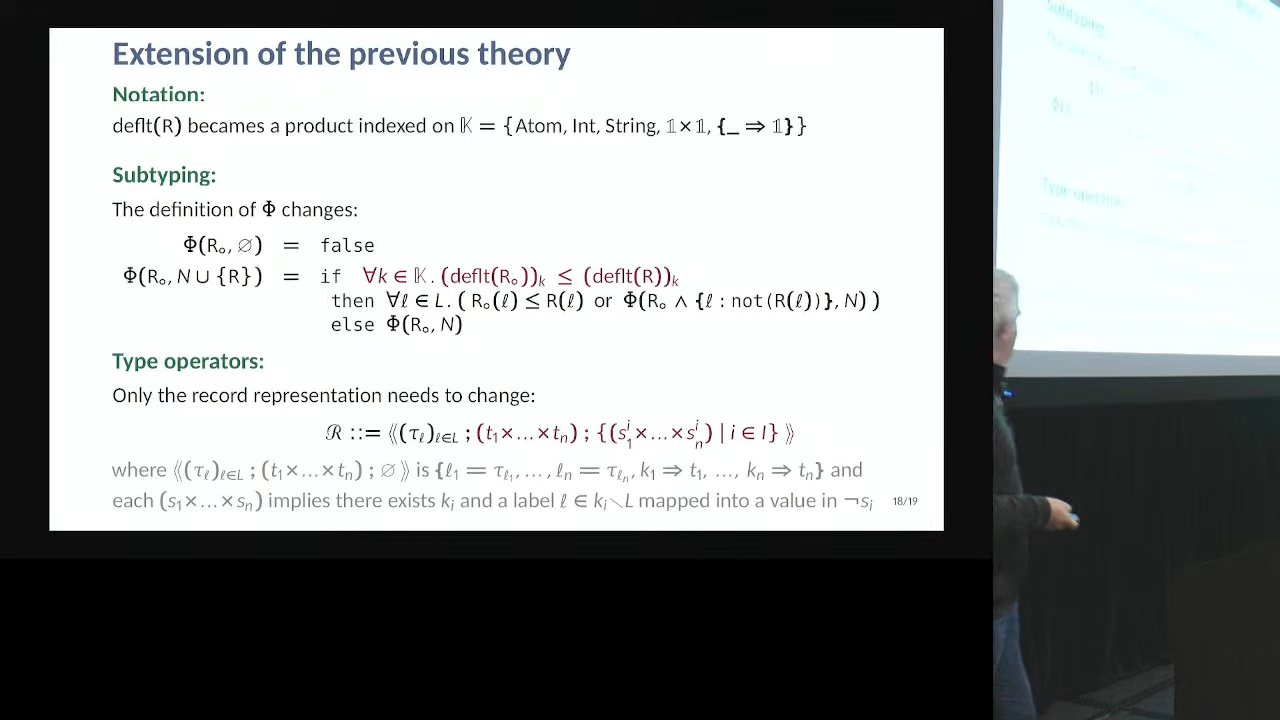 Extension of the previous theory
Notation:
deflt(R) becames a product indexed on 𝕂 = {Atom, Int, String, 𝟙×𝟙, {_ ⇒ 𝟙}}
Subtyping:
The definition of Φ changes:
Φ(R₀, ∅) = false
Φ(R₀, N ∪ {R}) = if ∀k ∈ 𝕂. (deflt(R₀))ₖ ≤ (deflt(R))ₖ
then ∀ℓ ∈ L. ( R₀(ℓ) ≤ R(ℓ) or Φ(R₀ ∧ {ℓ : not(R(ℓ))}, N) )
else Φ(R₀, N)
Type operators:
Only the record representation needs to change:
ℛ ::= ⟪(τ_ℓ)_ℓ∈L ; (t₁×...×tₙ) ; {(s₁ⁱ×...×sₙⁱ) | i ∈ I} ⟫
where ⟪(τ_ℓ)_ℓ∈L ; (t₁×...×tₙ) ; ∅ ⟫ is {ℓ₁ = τ_ℓ₁, ..., ℓₙ = τ_ℓₙ, k₁ ⇒ t₁, ..., kₙ ⇒ tₙ} and
each (s₁×...×sₙ) implies there exists kᵢ and a label ℓ ∈ kᵢ∖L mapped into a value in ¬sᵢ
18/19
Subtyping:
Type operators: